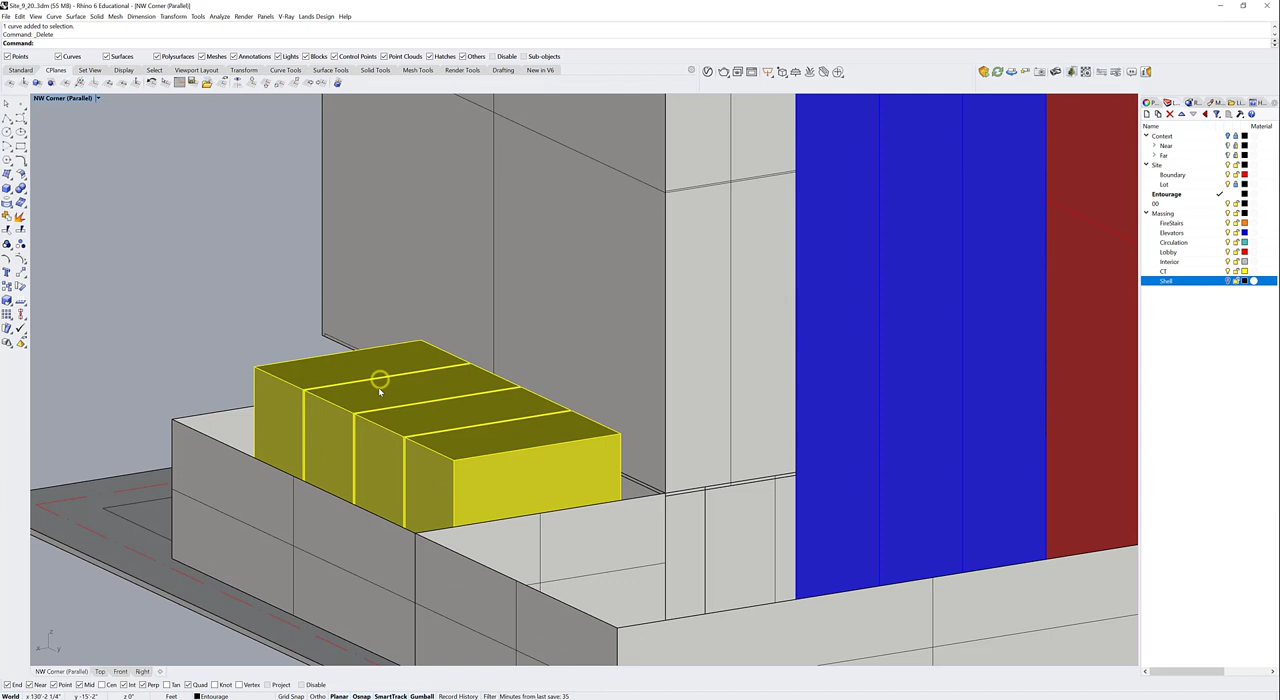 Site_9_20..3dm (55 MB) - Rhino 6 Educational - [NW Corner (Parallel)]
File Edit View Curve Surface Solid Mesh Dimension Transform Tools Analyze Render Panels V-Ray Lands Design Help
1 curve added to selection.
Command: _Delete
Command:
Points Curves Surfaces Polysurfaces Meshes Annotations Lights Blocks Control Points Point Clouds Hatches Others Disable Sub-objects
Standard CPlanes Set View Display Select Viewport Layout Transform Curve Tools Surface Tools Solid Tools Mesh Tools Render Tools Drafting New in V6
NW Corner (Parallel)
Name Material
Context
Near
Far
Site
Boundary
Lot
Entourage
00
Massing
FireStairs
Elevators
Circulation
Lobby
Interior
CT
Shell
z
x y
NW Corner (Parallel) Top Front Right
End Near Point Mid Cen Int Perp Tan Quad Knot Vertex Project Disable
World x 130'-2 1/4" y -15'-2" z 0" Feet Entourage Grid Snap Ortho Planar Osnap SmartTrack Gumball Record History Filter Minutes from last save: 35